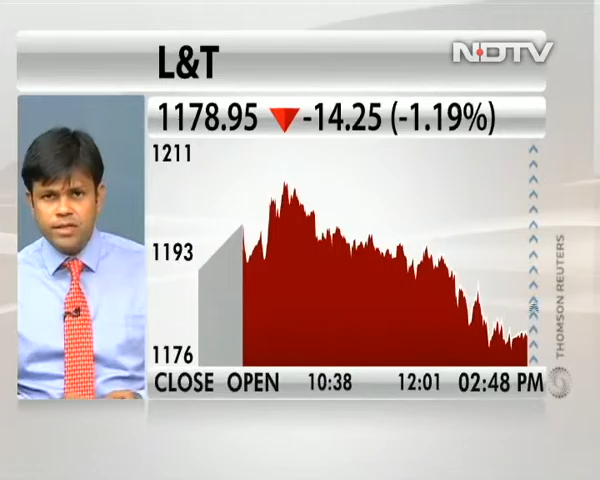 L&T
NDTV
1178.95 -14.25 (-1.19%)
1211
1193
1176
CLOSE OPEN 10:38 12:01 02:48 PM
THOMSON REUTERS